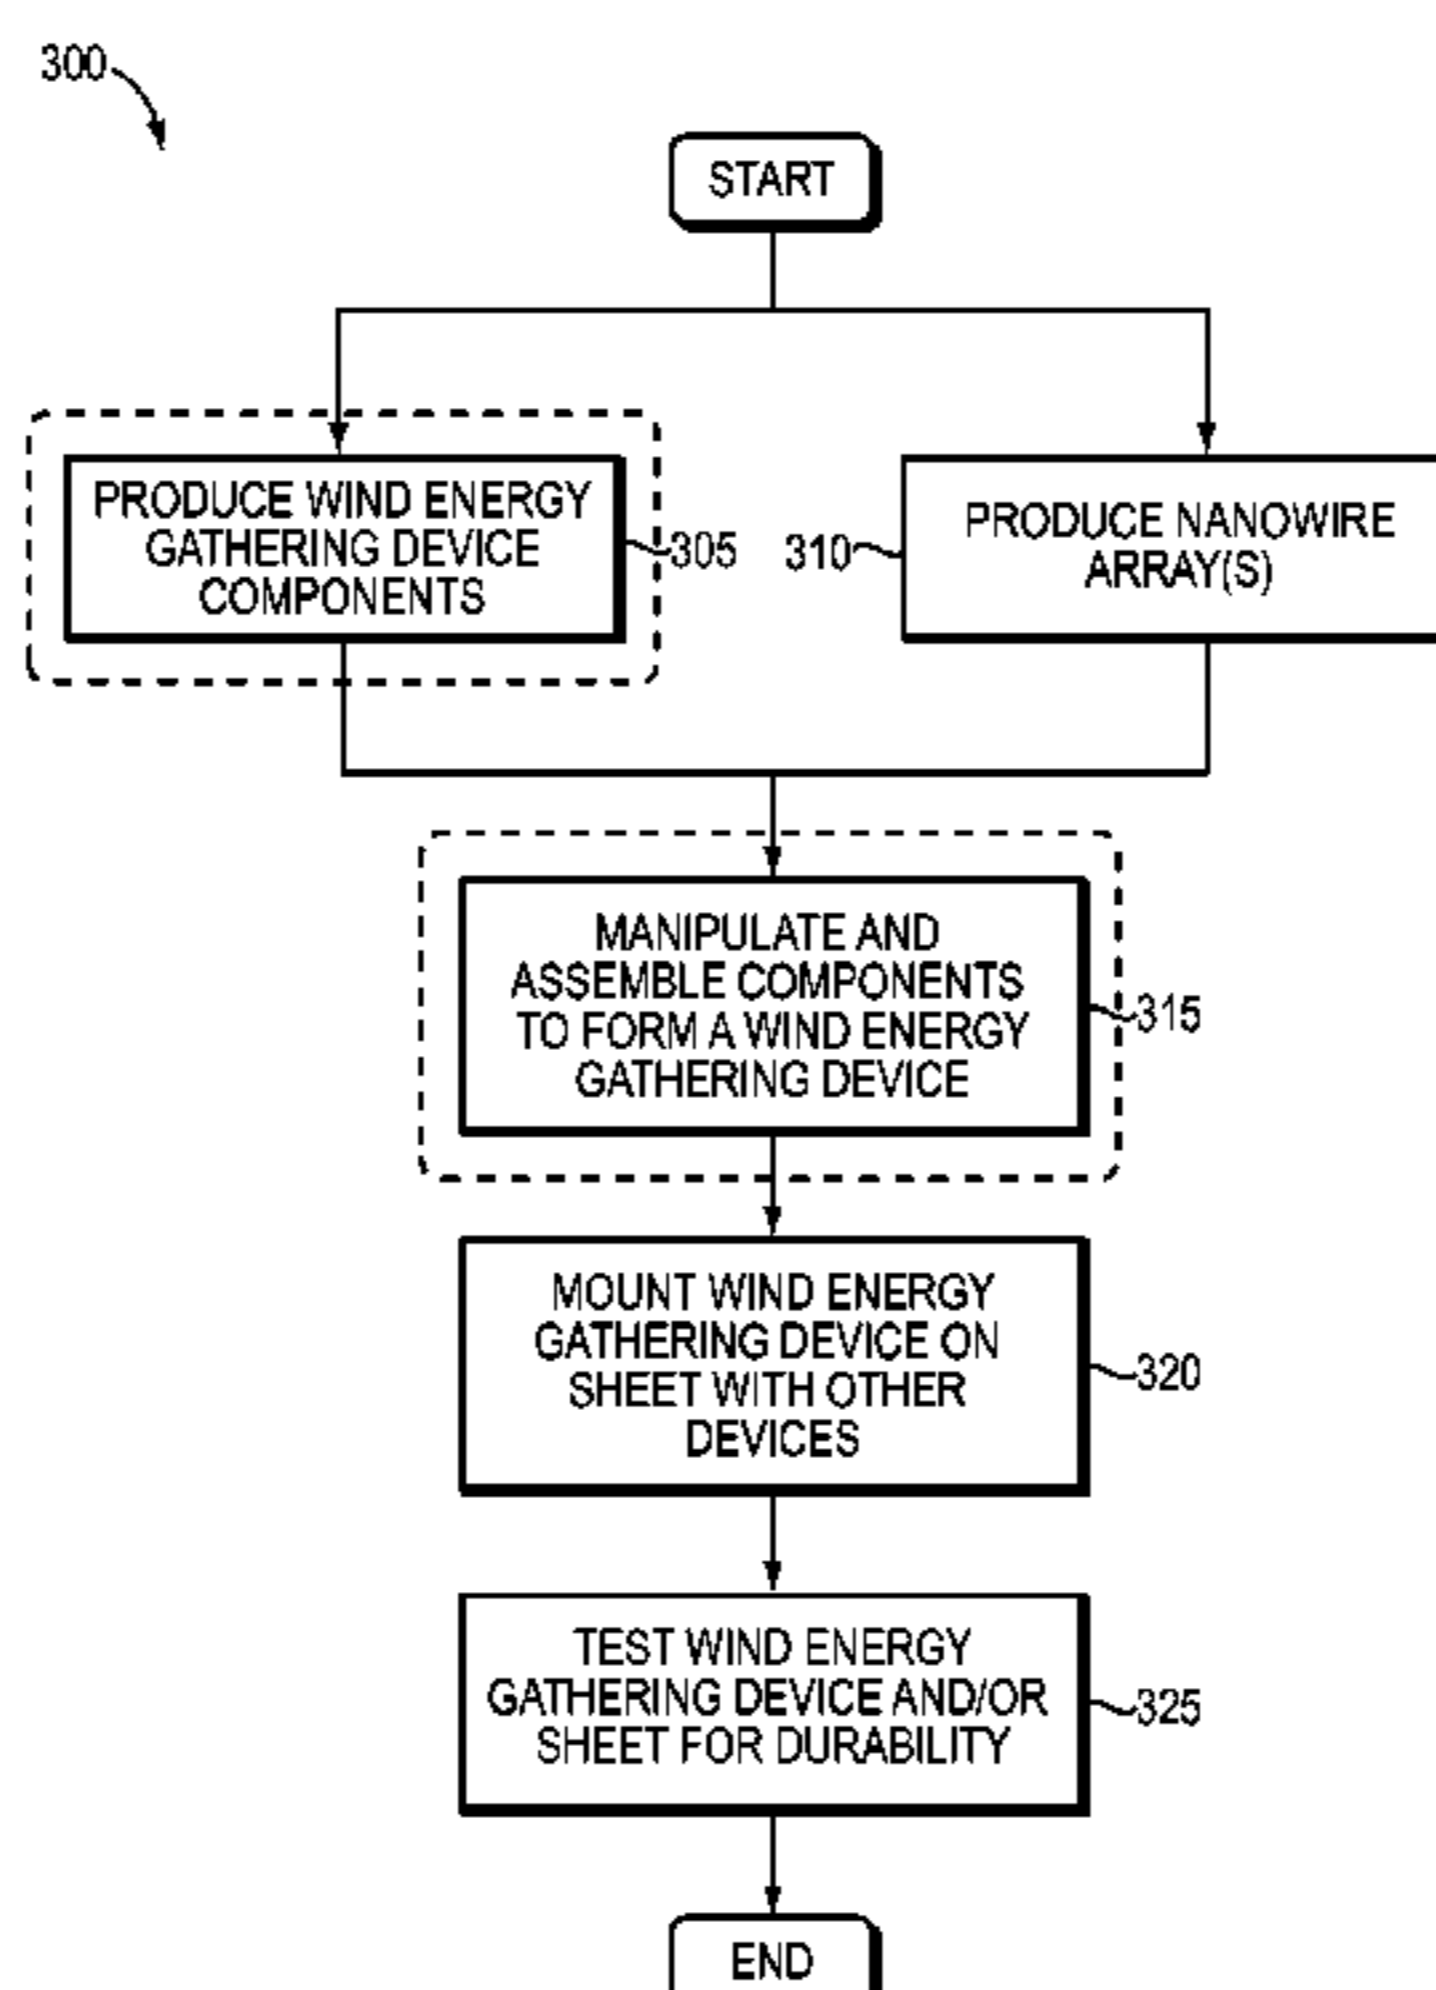 300
START
PRODUCE WIND ENERGY
GATHERING DEVICE
COMPONENTS
305
310
PRODUCE NANOWIRE
ARRAY(S)
MANIPULATE AND
ASSEMBLE COMPONENTS
TO FORM A WIND ENERGY
GATHERING DEVICE
315
MOUNT WIND ENERGY
GATHERING DEVICE ON
SHEET WITH OTHER
DEVICES
320
TEST WIND ENERGY
GATHERING DEVICE AND/OR
SHEET FOR DURABILITY
325
END